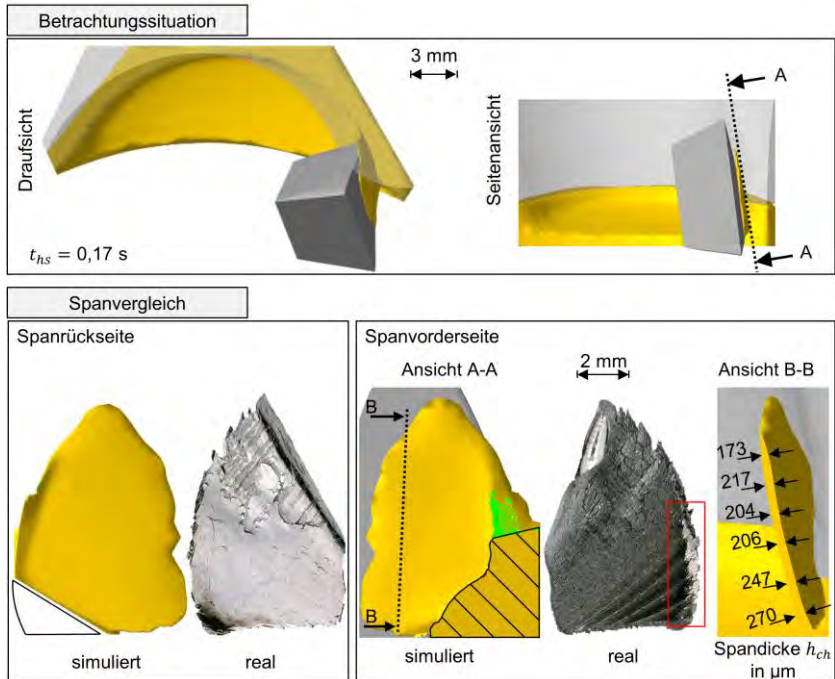 Betrachtungssituation
Draufsicht
3 mm
Seitenansicht
A
A
t_hs = 0,17 s
Spanvergleich
Spanrückseite
simuliert
real
Spanvorderseite
Ansicht A-A
2 mm
Ansicht B-B
B
B
173
217
204
206
247
270
simuliert
real
Spandicke h_ch
in µm